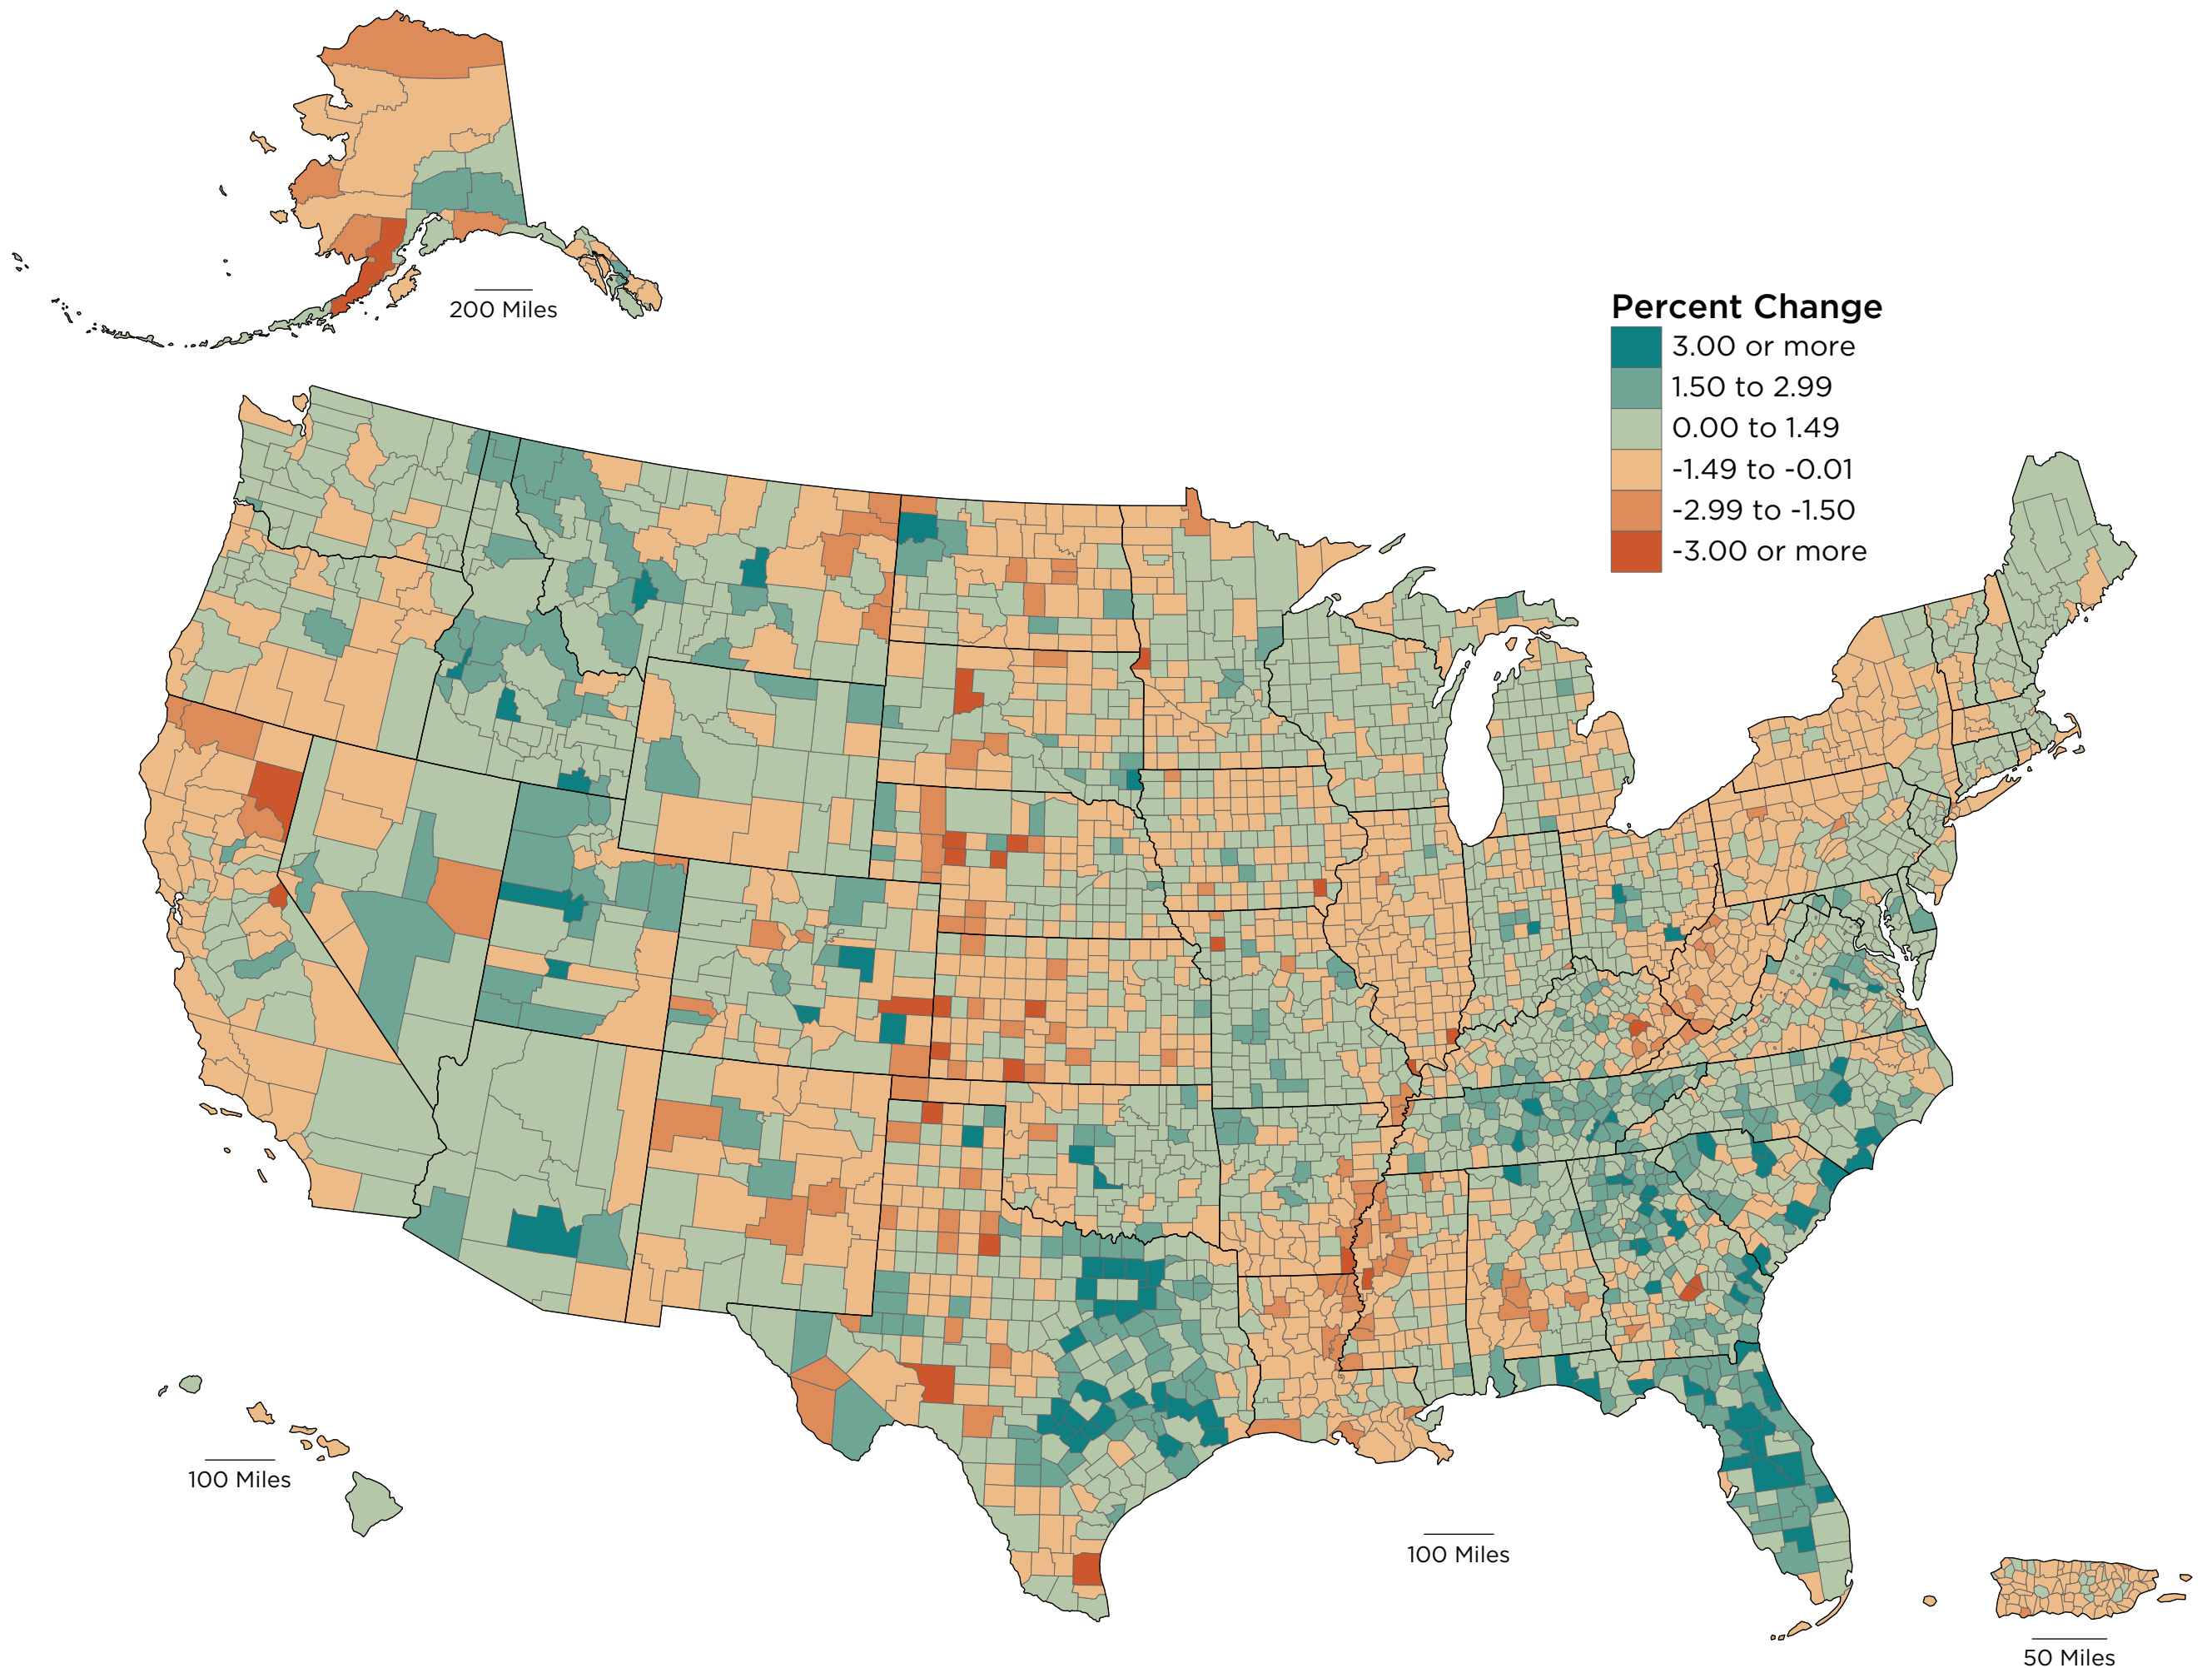 200 Miles
Percent Change
3.00 or more
1.50 to 2.99
0.00 to 1.49
-1.49 to -0.01
-2.99 to -1.50
-3.00 or more
100 Miles
100 Miles
50 Miles